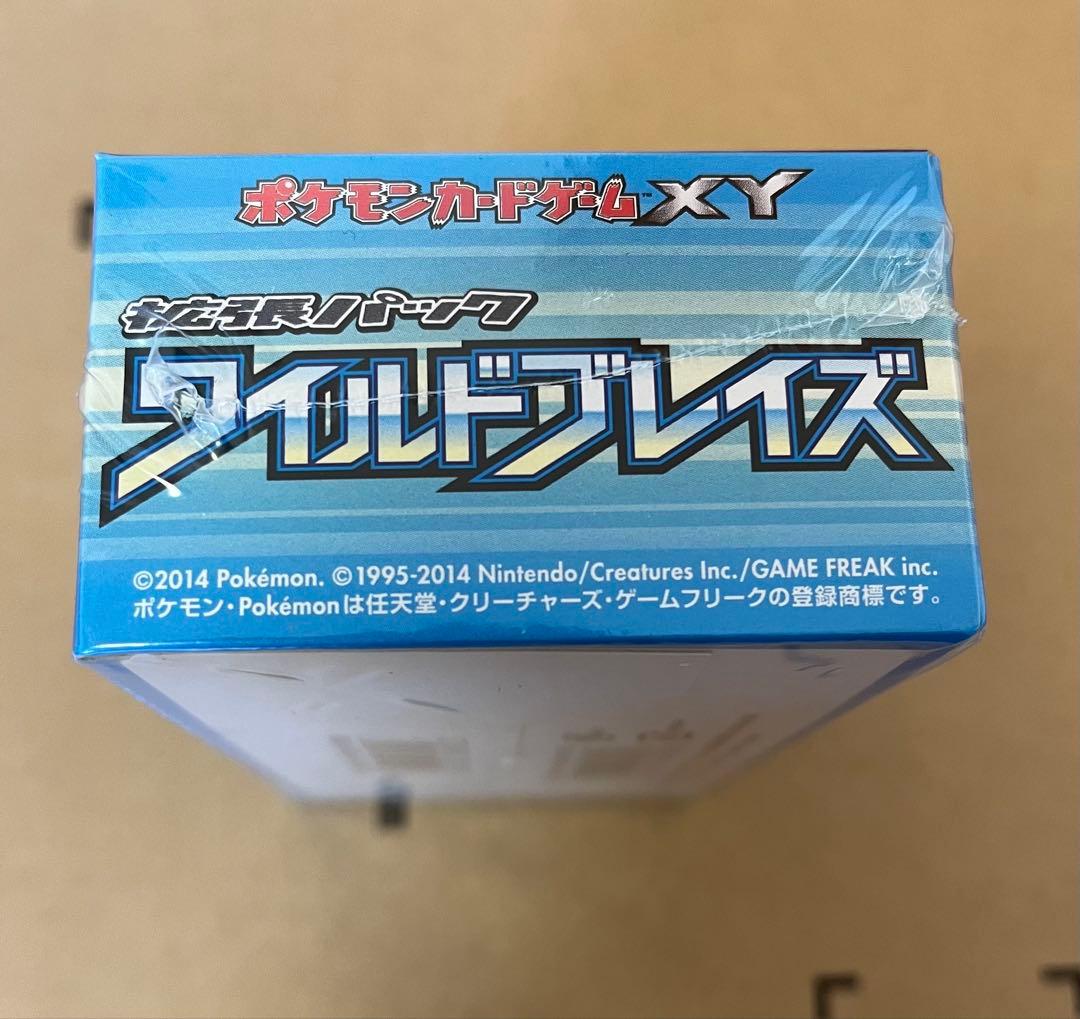 ポケモンカードゲーム™XY
拡張パック
ワイルドブレイズ
©2014 Pokémon. ©1995-2014 Nintendo/Creatures Inc./GAME FREAK inc.
ポケモン・Pokémonは任天堂・クリーチャーズ・ゲームフリークの登録商標です。